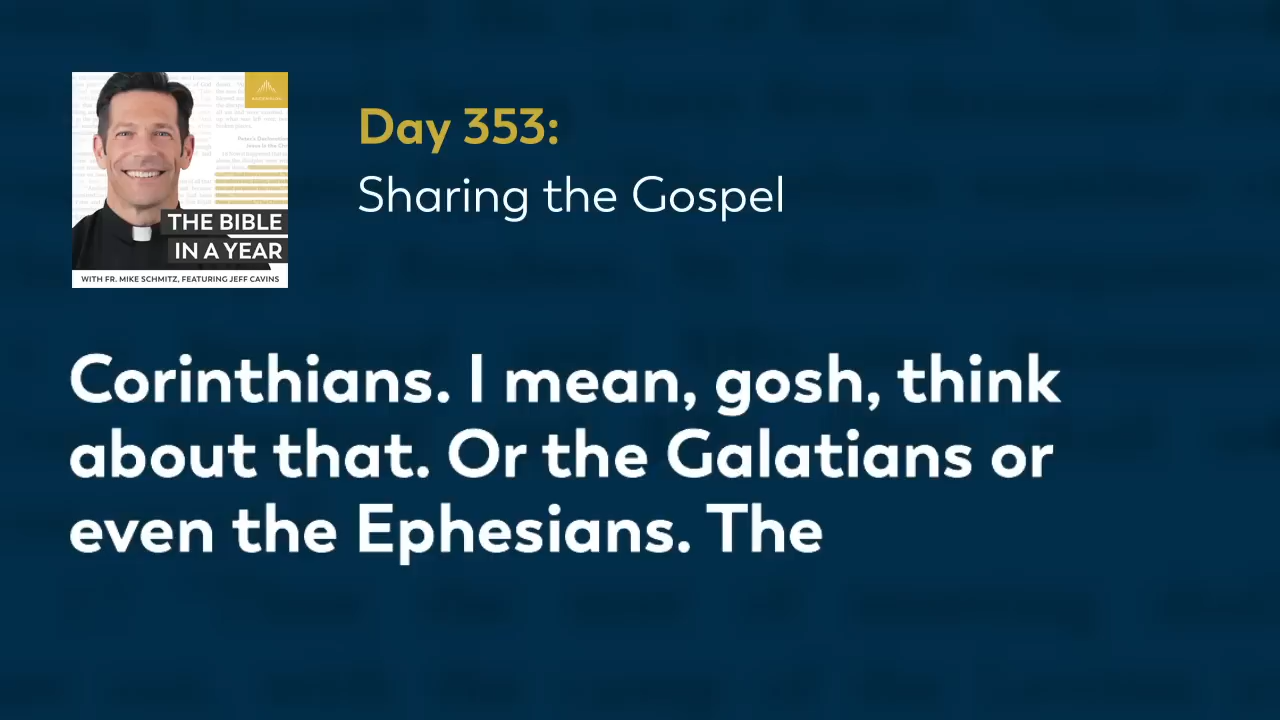 Day 353:
Sharing the Gospel
THE BIBLE
IN A YEAR
WITH FR. MIKE SCHMITZ, FEATURING JEFF CAVINS
Corinthians. I mean, gosh, think
about that. Or the Galatians or
even the Ephesians. The